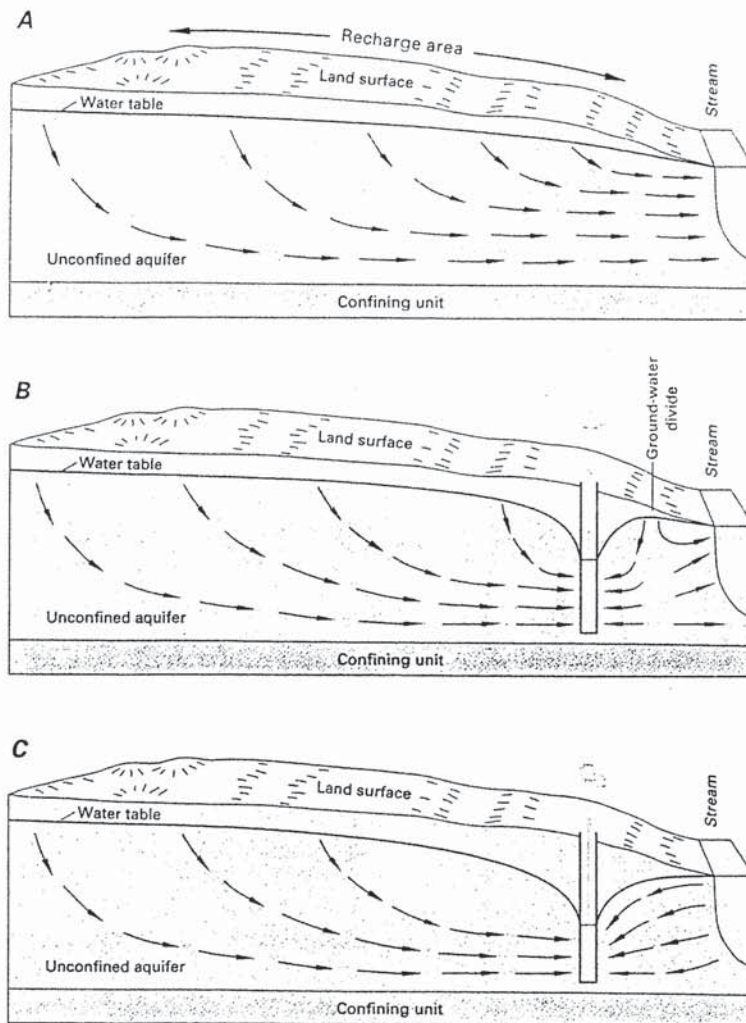 A
Recharge area
Land surface
Stream
Water table
Unconfined aquifer
Confining unit
B
Ground-water
divide
Land surface
Stream
Water table
Unconfined aquifer
Confining unit
C
Land surface
Stream
Water table
Unconfined aquifer
Confining unit